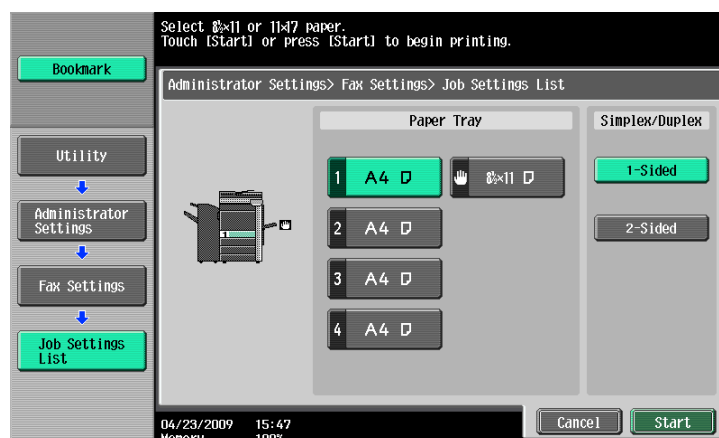 Select 8½×11 or 11×17 paper.
Touch [Start] or press [Start] to begin printing.
Bookmark
Administrator Settings> Fax Settings> Job Settings List
Utility
Administrator
Settings
Fax Settings
Job Settings
List
Paper Tray
1 A4
8½×11
2 A4
3 A4
4 A4
1
Simplex/Duplex
1-Sided
2-Sided
04/23/2009 15:47
Memory 100%
Cancel
Start